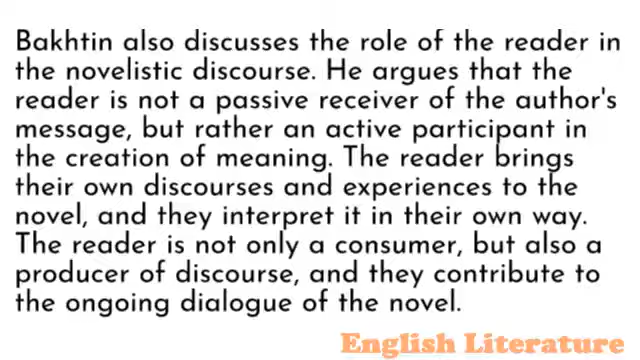 Bakhtin also discusses the role of the reader in
the novelistic discourse. He argues that the
reader is not a passive receiver of the author's
message, but rather an active participant in
the creation of meaning. The reader brings
their own discourses and experiences to the
novel, and they interpret it in their own way.
The reader is not only a consumer, but also a
producer of discourse, and they contribute to
the ongoing dialogue of the novel.
English Literature